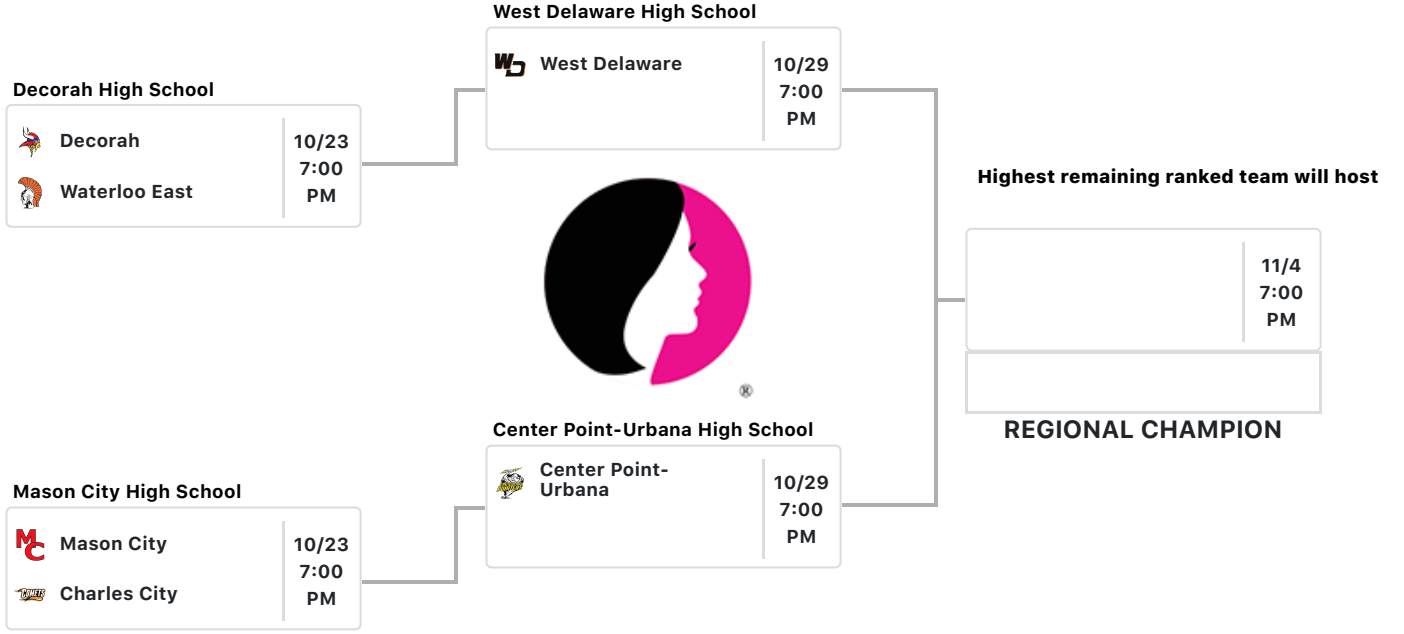 West Delaware High School
West Delaware
10/29
7:00
PM
Decorah High School
Decorah
Waterloo East
10/23
7:00
PM
Highest remaining ranked team will host
11/4
7:00
PM
REGIONAL CHAMPION
®
Center Point-Urbana High School
Center Point-
Urbana
10/29
7:00
PM
Mason City High School
MC
Mason City
COMETS
Charles City
10/23
7:00
PM
WD